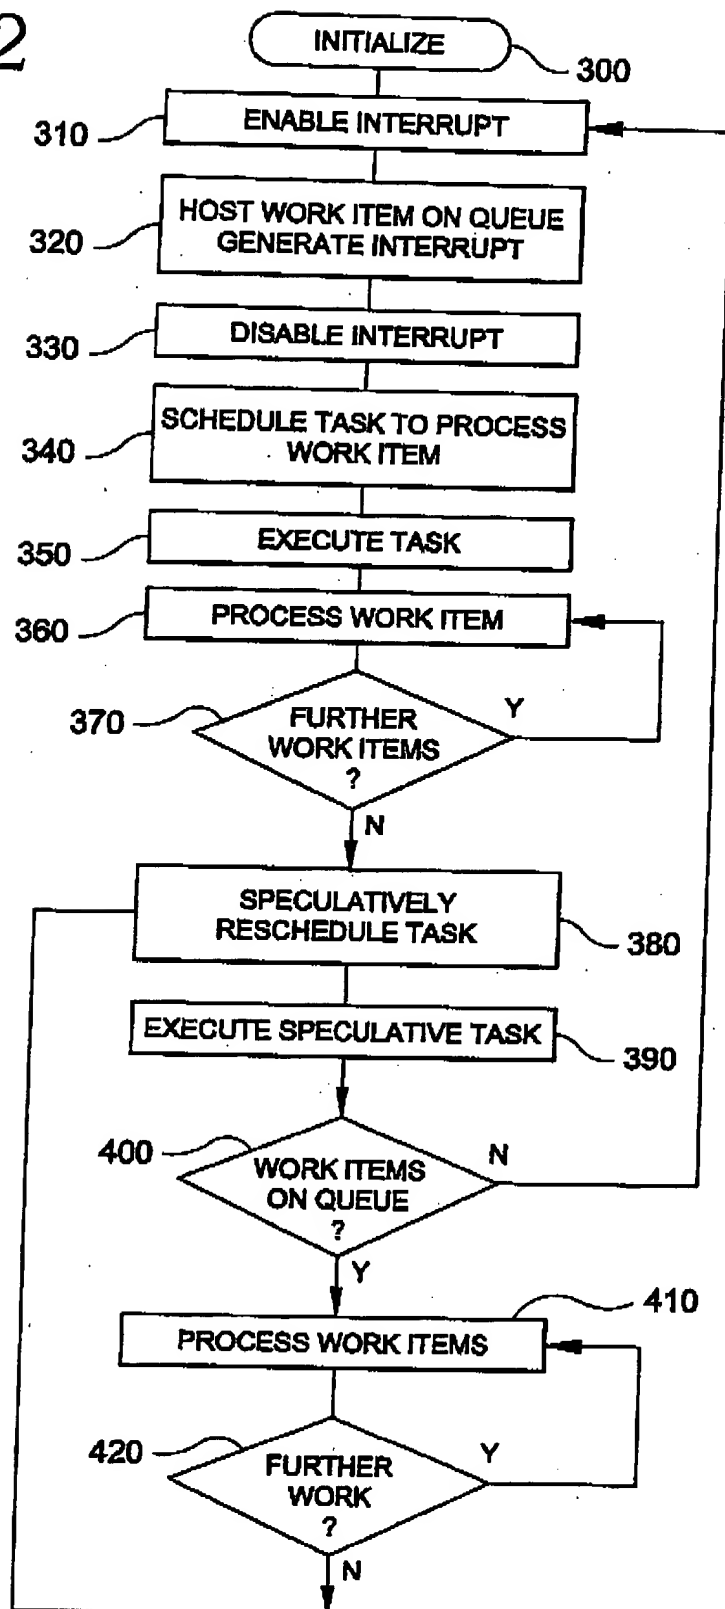 2
INITIALIZE
300
310
ENABLE INTERRUPT
320
HOST WORK ITEM ON QUEUE
GENERATE INTERRUPT
330
DISABLE INTERRUPT
340
SCHEDULE TASK TO PROCESS
WORK ITEM
350
EXECUTE TASK
360
PROCESS WORK ITEM
370
FURTHER
WORK ITEMS
?
Y
N
SPECULATIVELY
RESCHEDULE TASK
380
EXECUTE SPECULATIVE TASK
390
400
WORK ITEMS
ON QUEUE
?
N
Y
410
PROCESS WORK ITEMS
420
FURTHER
WORK
?
Y
N